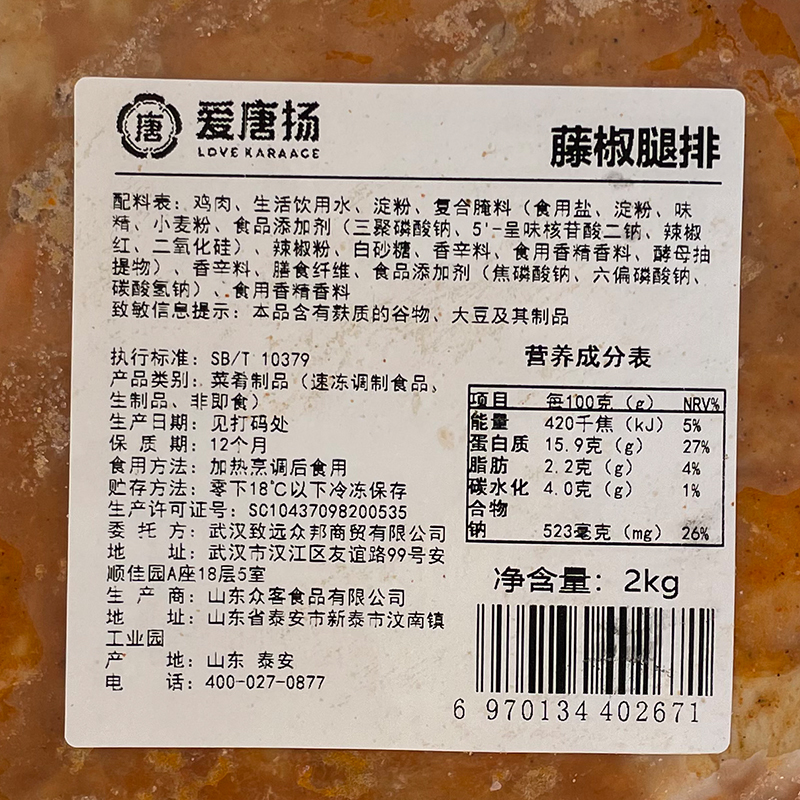 唐 爱唐扬
LOVE KARAAGE
藤椒腿排
配料表：鸡肉、生活饮用水、淀粉、复合腌料（食用盐、淀粉、味
精、小麦粉、食品添加剂（三聚磷酸钠、5'-呈味核苷酸二钠、辣椒
红、二氧化硅）、辣椒粉、白砂糖、香辛料、食用香精香料、酵母抽
提物）、香辛料、膳食纤维、食品添加剂（焦磷酸钠、六偏磷酸钠、
碳酸氢钠）、食用香精香料
致敏信息提示：本品含有麸质的谷物、大豆及其制品
执行标准：SB/T 10379
产品类别：菜肴制品（速冻调制食品、
生制品、非即食）
生产日期：见打码处
保 质 期：12个月
食用方法：加热烹调后食用
贮存方法：零下18℃以下冷冻保存
生产许可证号：SC10437098200535
委 托 方：武汉致远众邦商贸有限公司
地 址：武汉市汉江区友谊路99号安
顺佳园A座18层5室
生 产 商：山东众客食品有限公司
地 址：山东省泰安市新泰市汶南镇
工业园
产 地：山东 泰安
电 话：400-027-0877
营养成分表
项目 每100克（g） NRV%
能量 420千焦（kJ） 5%
蛋白质 15.9克（g） 27%
脂肪 2.2克（g） 4%
碳水化 4.0克（g） 1%
合物
钠 523毫克（mg） 26%
净含量：2kg
6 970134 402671